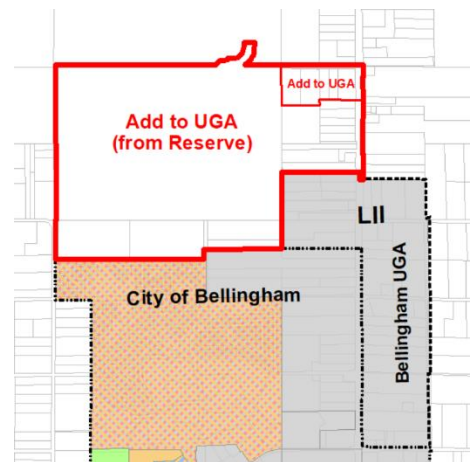 Add to UGA
Add to UGA
(from Reserve)
LII
City of Bellingham
Bellingham UGA